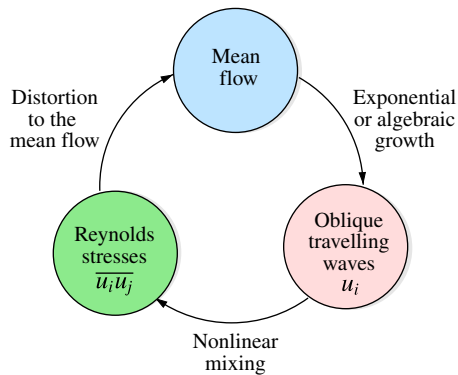 Mean
flow
Exponential
or algebraic
growth
Oblique
travelling
waves
u_i
Nonlinear
mixing
Reynolds
stresses
\overline{u_i u_j}
Distortion
to the
mean flow